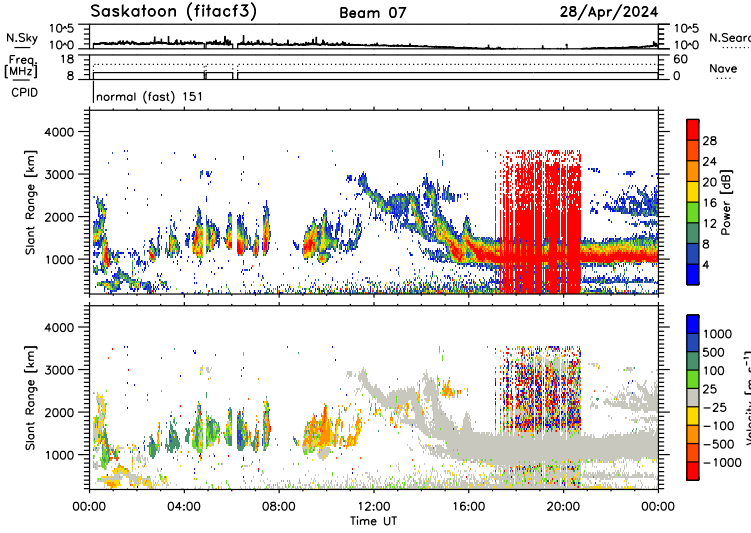 Saskatoon (fitacf3) Beam 07 28/Apr/2024
10^5 10^5
N.Sky N.Searc
10^0 10^0
Freq. 18 60
[MHz] Nave
8 0
CPID normal (fast) 151
4000
3000
2000
1000
Slant Range [km]
28
24
20
16
12
8
4
Power [dB]
4000
3000
2000
1000
Slant Range [km]
1000
500
100
25
-25
-100
-500
-1000
Velocity [m s^-1]
00:00 04:00 08:00 12:00 16:00 20:00 00:00
Time UT